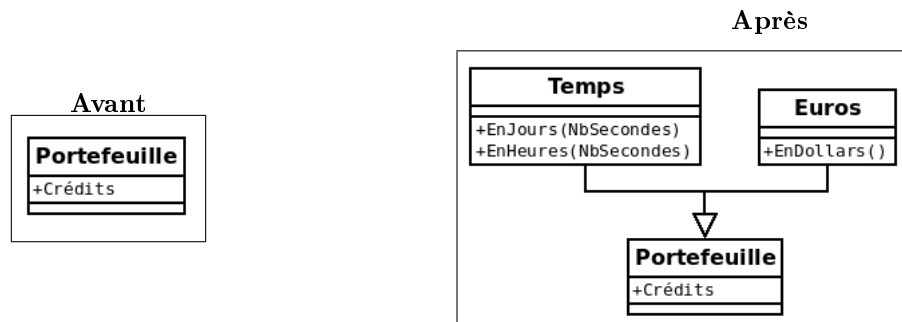 Avant
Portefeuille
+Crédits
Après
Temps
+EnJours(NbSecondes)
+EnHeures(NbSecondes)
Euros
+EnDollars()
Portefeuille
+Crédits